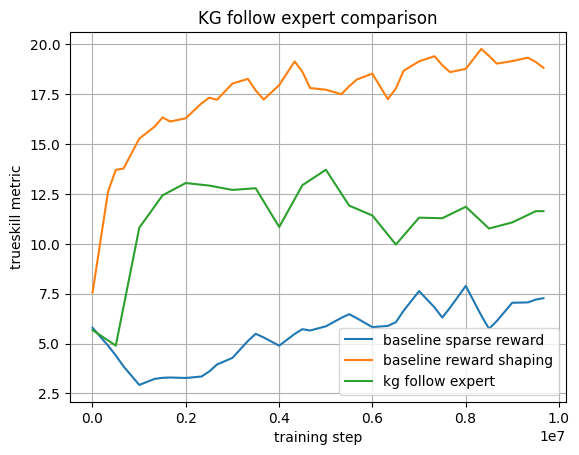 KG follow expert comparison
trueskill metric
20.0
17.5
15.0
12.5
10.0
7.5
5.0
2.5
baseline sparse reward
baseline reward shaping
kg follow expert
0.0
0.2
0.4
0.6
0.8
1.0
1e7
training step